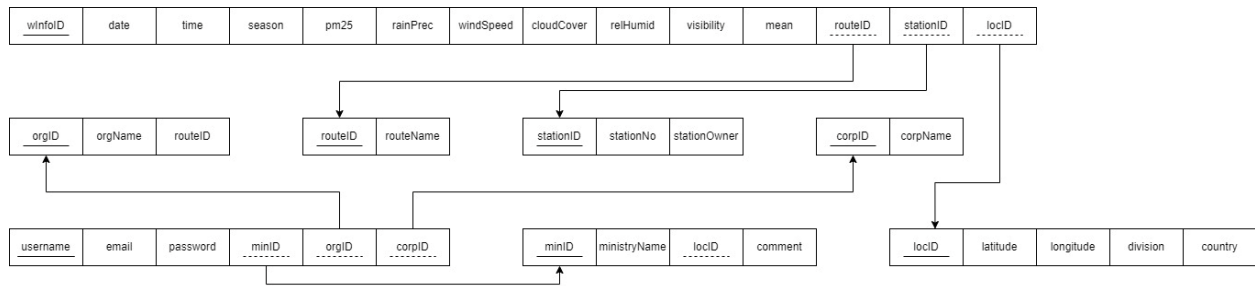 wInfoID date time season pm25 rainPrec windSpeed cloudCover relHumid visibility mean routeID stationID locID
orgID orgName routeID routeID routeName stationID stationNo stationOwner corpID corpName
username email password minID orgID corpID minID ministryName locID comment locID latitude longitude division country